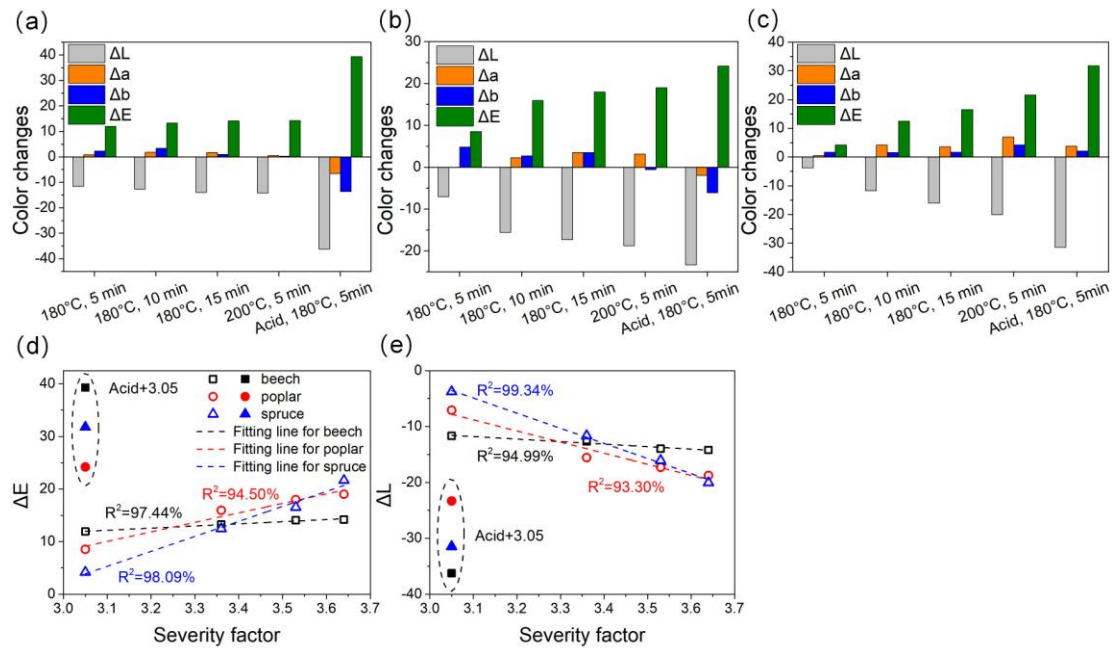 (a)
ΔL
Δa
Δb
ΔE
Color changes
40
30
20
10
0
-10
-20
-30
-40
180°C, 5 min
180°C, 10 min
180°C, 15 min
200°C, 5 min
Acid, 180°C, 5min
(b)
ΔL
Δa
Δb
ΔE
Color changes
30
20
10
0
-10
-20
180°C, 5 min
180°C, 10 min
180°C, 15 min
200°C, 5 min
Acid, 180°C, 5min
(c)
ΔL
Δa
Δb
ΔE
Color changes
40
30
20
10
0
-10
-20
-30
-40
180°C, 5 min
180°C, 10 min
180°C, 15 min
200°C, 5 min
Acid, 180°C, 5min
(d)
ΔE
40
30
20
10
0
Acid+3.05
beech
poplar
spruce
Fitting line for beech
Fitting line for poplar
Fitting line for spruce
R²=94.50%
R²=97.44%
R²=98.09%
3.0 3.1 3.2 3.3 3.4 3.5 3.6 3.7
Severity factor
(e)
ΔL
0
-10
-20
-30
-40
R²=99.34%
R²=94.99%
R²=93.30%
Acid+3.05
3.0 3.1 3.2 3.3 3.4 3.5 3.6 3.7
Severity factor